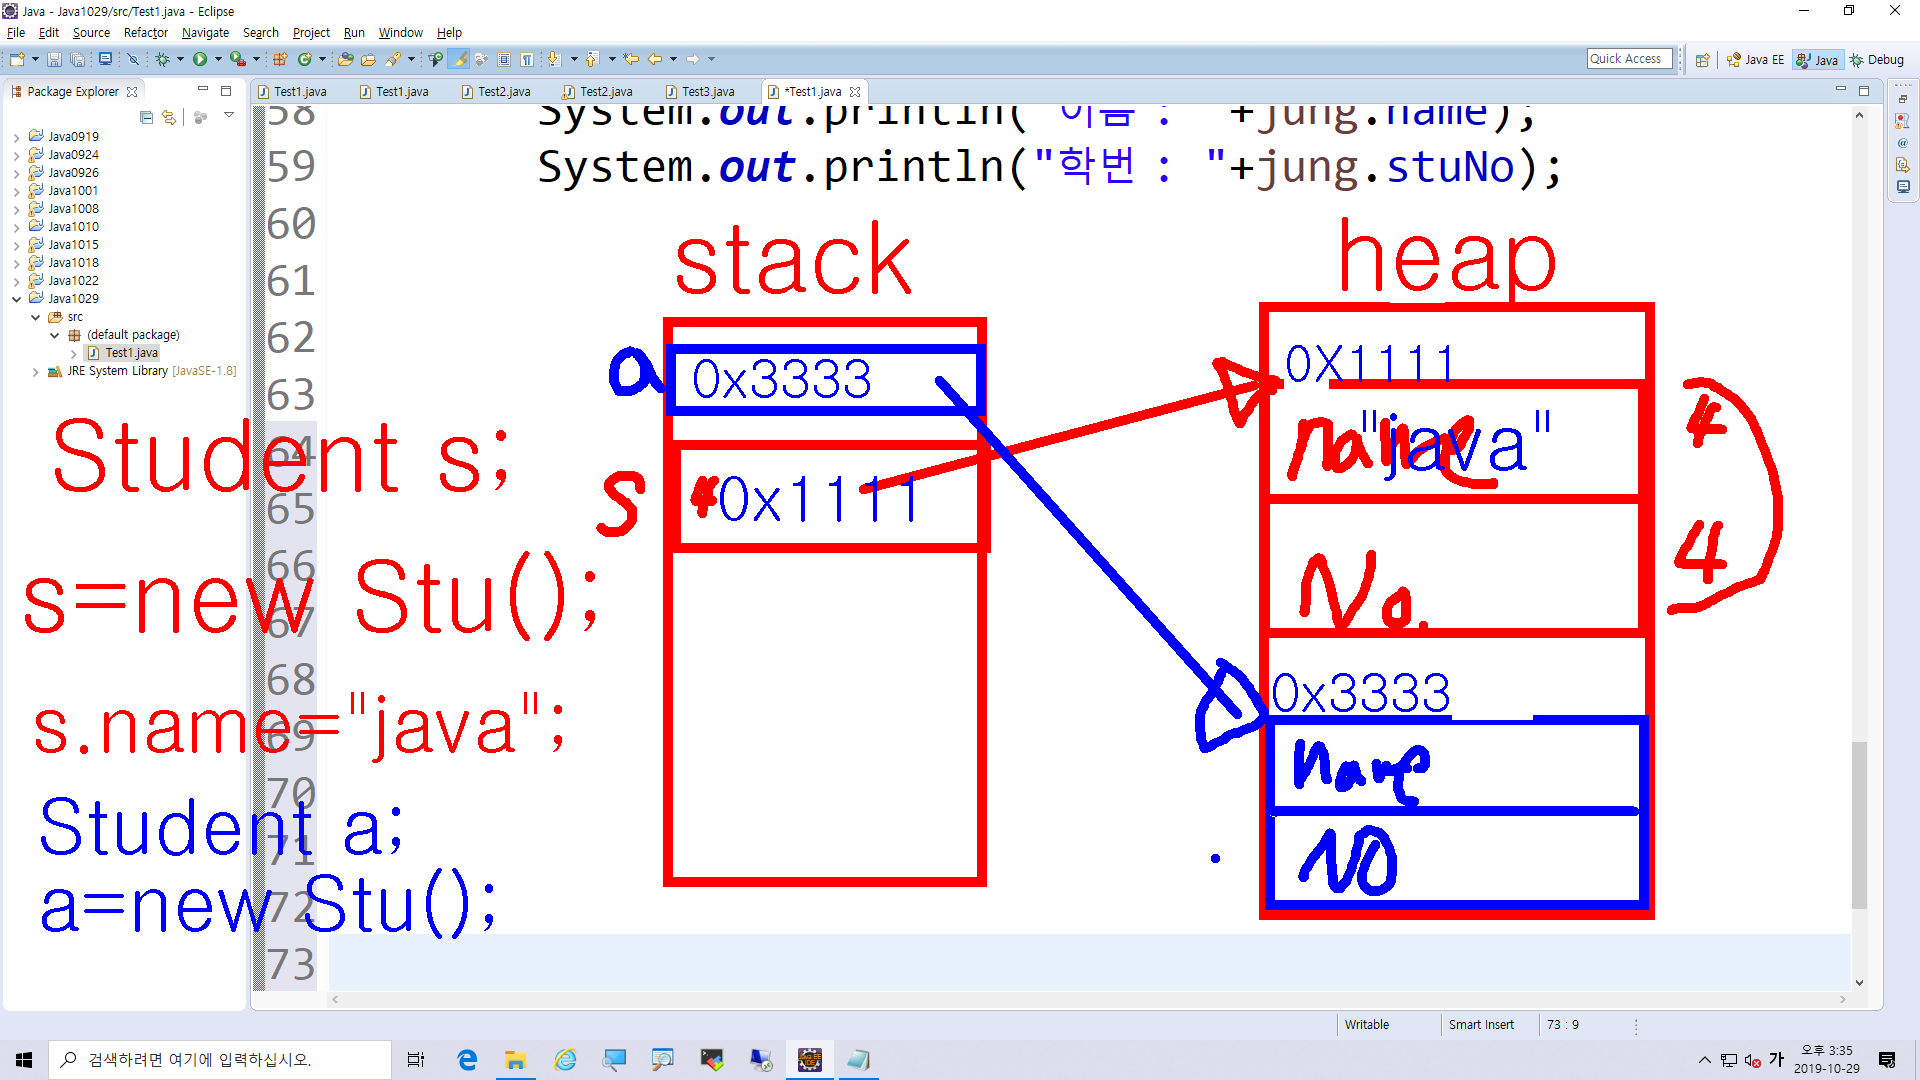 Java - Java1029/src/Test1.java - Eclipse
File Edit Source Refactor Navigate Search Project Run Window Help
Quick Access
Java EE
Java
Debug
Package Explorer
Test1.java
Test1.java
Test2.java
Test2.java
Test3.java
*Test1.java
Java0919
Java0924
Java0926
Java1001
Java1008
Java1010
Java1015
Java1018
Java1022
Java1029
src
(default package)
Test1.java
JRE System Library [JavaSE-1.8]
58 System.out.println("이름 : "+jung.name);
59 System.out.println("학번 : "+jung.stuNo);
60
61
62
63
64
65
66
67
68
69
70
71
72
73
Student s;
s=new Stu();
s.name="java";
Student a;
a=new Stu();
stack
a 0x3333
s 4 0x1111
heap
0X1111
name "java" 4
No. 4
0x3333
name
NO
Writable
Smart Insert
73 : 9
검색하려면 여기에 입력하십시오.
가
오후 3:35
2019-10-29